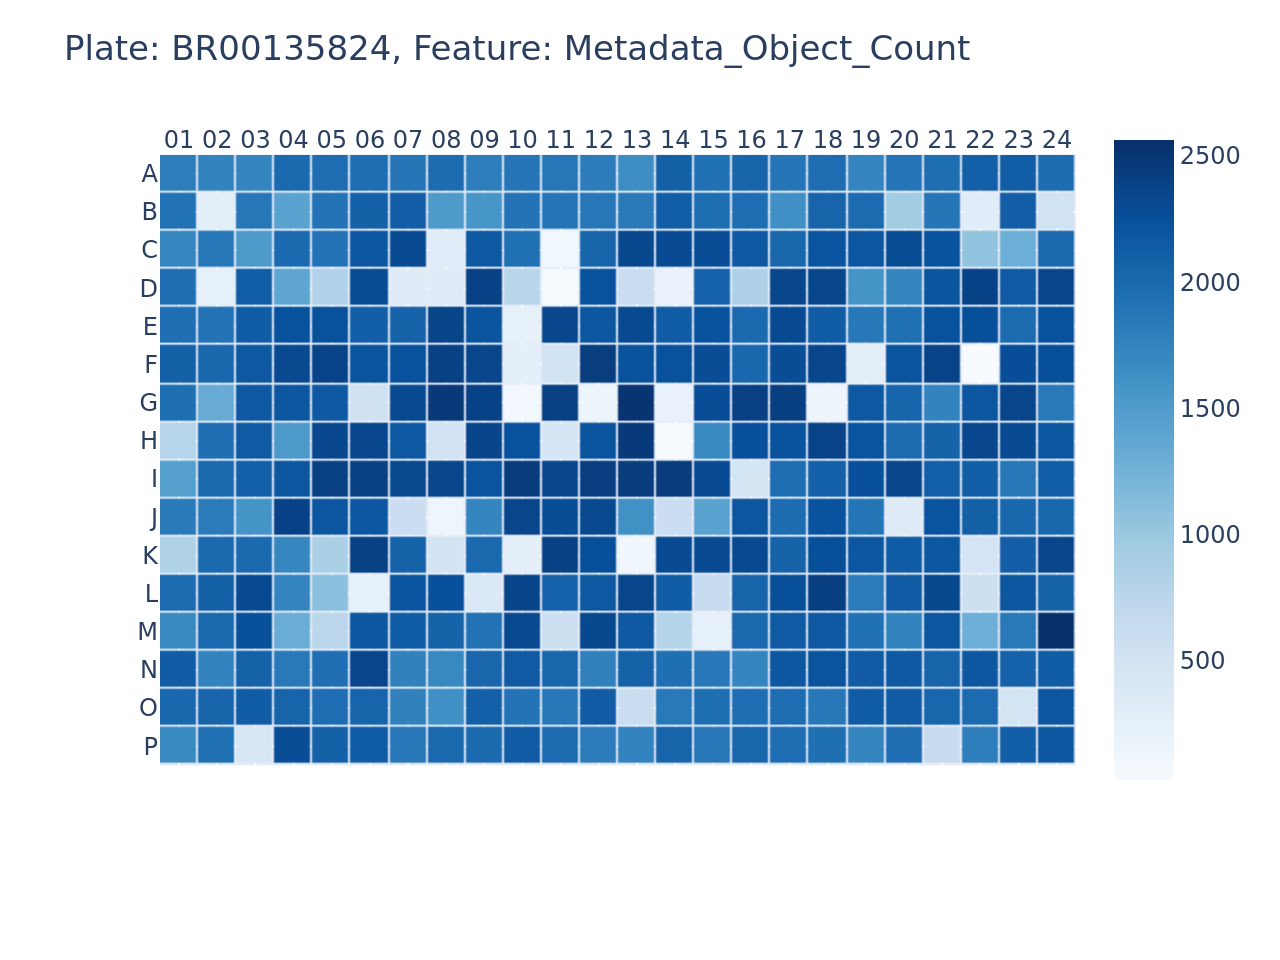 Plate: BR00135824, Feature: Metadata_Object_Count
01 02 03 04 05 06 07 08 09 10 11 12 13 14 15 16 17 18 19 20 21 22 23 24
A
B
C
D
E
F
G
H
I
J
K
L
M
N
O
P
2500
2000
1500
1000
500